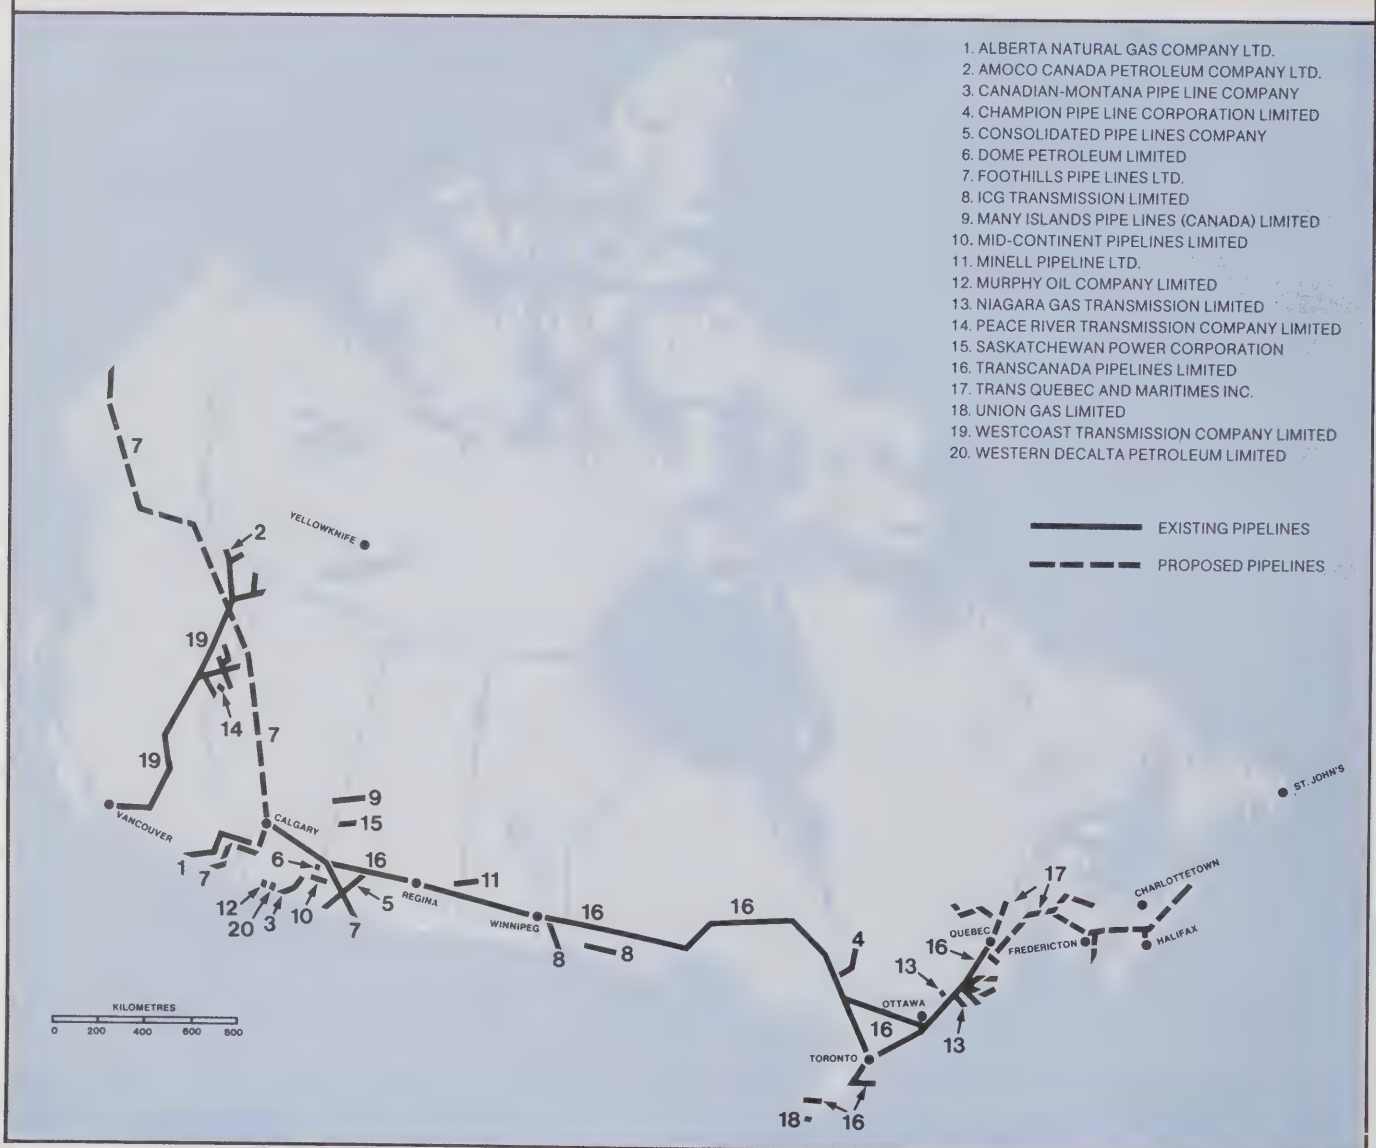 1. ALBERTA NATURAL GAS COMPANY LTD.
2. AMOCO CANADA PETROLEUM COMPANY LTD.
3. CANADIAN-MONTANA PIPE LINE COMPANY
4. CHAMPION PIPE LINE CORPORATION LIMITED
5. CONSOLIDATED PIPE LINES COMPANY
6. DOME PETROLEUM LIMITED
7. FOOTHILLS PIPE LINES LTD.
8. ICG TRANSMISSION LIMITED
9. MANY ISLANDS PIPE LINES (CANADA) LIMITED
10. MID-CONTINENT PIPELINES LIMITED
11. MINELL PIPELINE LTD.
12. MURPHY OIL COMPANY LIMITED
13. NIAGARA GAS TRANSMISSION LIMITED
14. PEACE RIVER TRANSMISSION COMPANY LIMITED
15. SASKATCHEWAN POWER CORPORATION
16. TRANSCANADA PIPELINES LIMITED
17. TRANS QUEBEC AND MARITIMES INC.
18. UNION GAS LIMITED
19. WESTCOAST TRANSMISSION COMPANY LIMITED
20. WESTERN DECALTA PETROLEUM LIMITED
EXISTING PIPELINES
PROPOSED PIPELINES
7
2
YELLOWKNIFE
19
14
7
19
VANCOUVER
CALGARY
9
15
1
7
6
16
12
20
3
10
5
7
REGINA
11
WINNIPEG
16
8
8
16
4
ST. JOHN'S
CHARLOTTETOWN
17
QUEBEC
16
FREDERICTON
HALIFAX
13
OTTAWA
16
13
TORONTO
18
16
KILOMETRES
0 200 400 600 800